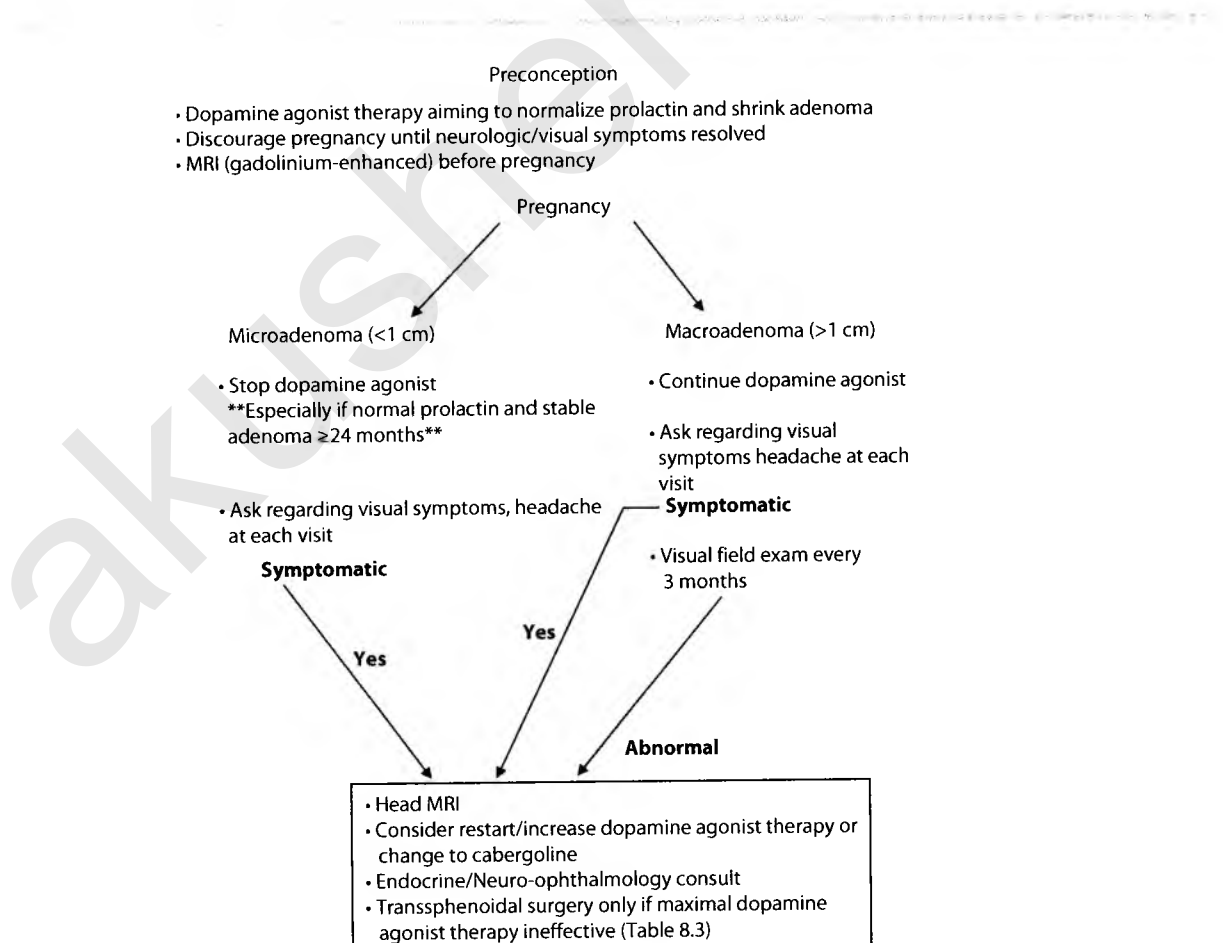 Preconception
• Dopamine agonist therapy aiming to normalize prolactin and shrink adenoma
• Discourage pregnancy until neurologic/visual symptoms resolved
• MRI (gadolinium-enhanced) before pregnancy
Pregnancy
Microadenoma (<1 cm)
• Stop dopamine agonist
**Especially if normal prolactin and stable
adenoma ≥24 months**
• Ask regarding visual symptoms, headache
at each visit
Symptomatic
Yes
Macroadenoma (>1 cm)
• Continue dopamine agonist
• Ask regarding visual
symptoms headache at each
visit
Symptomatic
Yes
• Visual field exam every
3 months
Abnormal
• Head MRI
• Consider restart/increase dopamine agonist therapy or
change to cabergoline
• Endocrine/Neuro-ophthalmology consult
• Transsphenoidal surgery only if maximal dopamine
agonist therapy ineffective (Table 8.3)
akusher